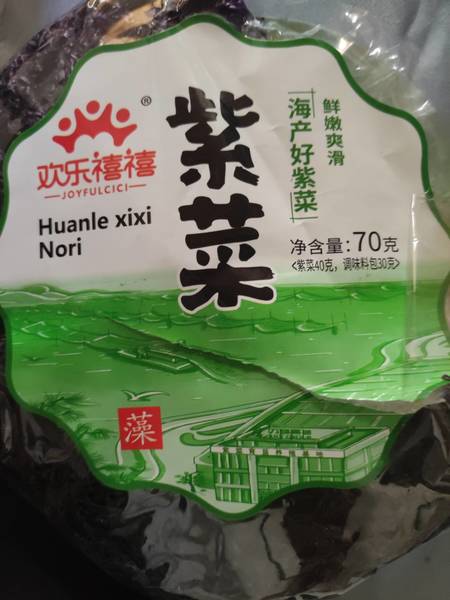 欢乐禧禧
®
JOYFULCICI
Huanle xixi
Nori
紫菜
鲜嫩爽滑
海产好紫菜
净含量:70克
<紫菜40克，调味料包30克>
藻